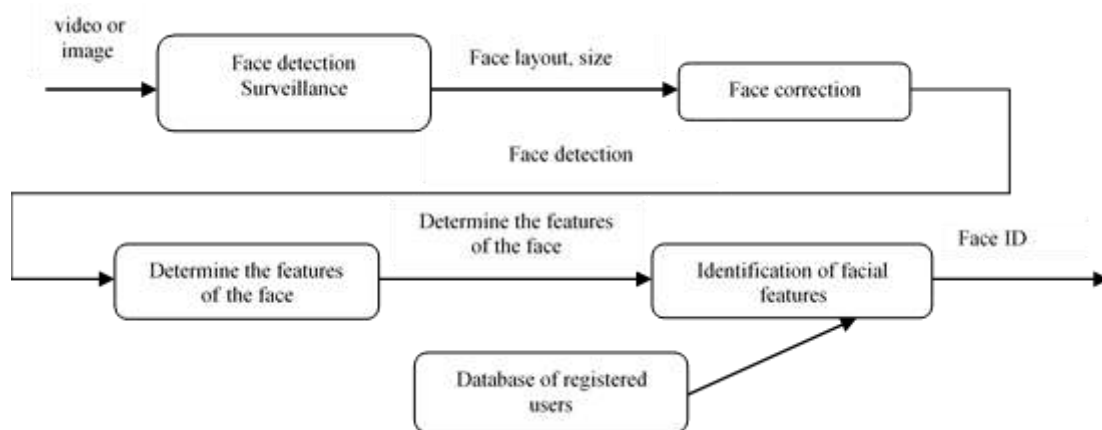 video or
image
Face detection
Surveillance
Face layout, size
Face correction
Face detection
Determine the features
of the face
Determine the features
of the face
Identification of facial
features
Face ID
Database of registered
users